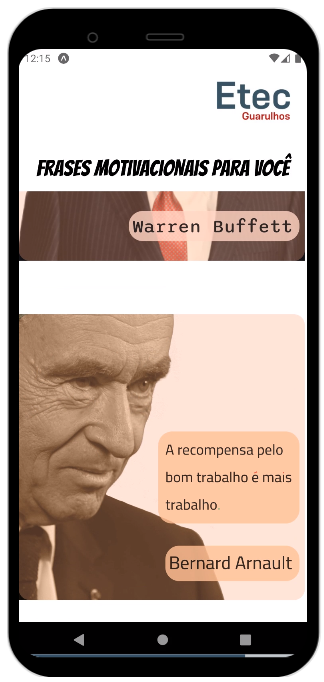 12:15
Etec
Guarulhos
FRASES MOTIVACIONAIS PARA VOCÊ
Warren Buffett
A recompensa pelo
bom trabalho é mais
trabalho.
Bernard Arnault